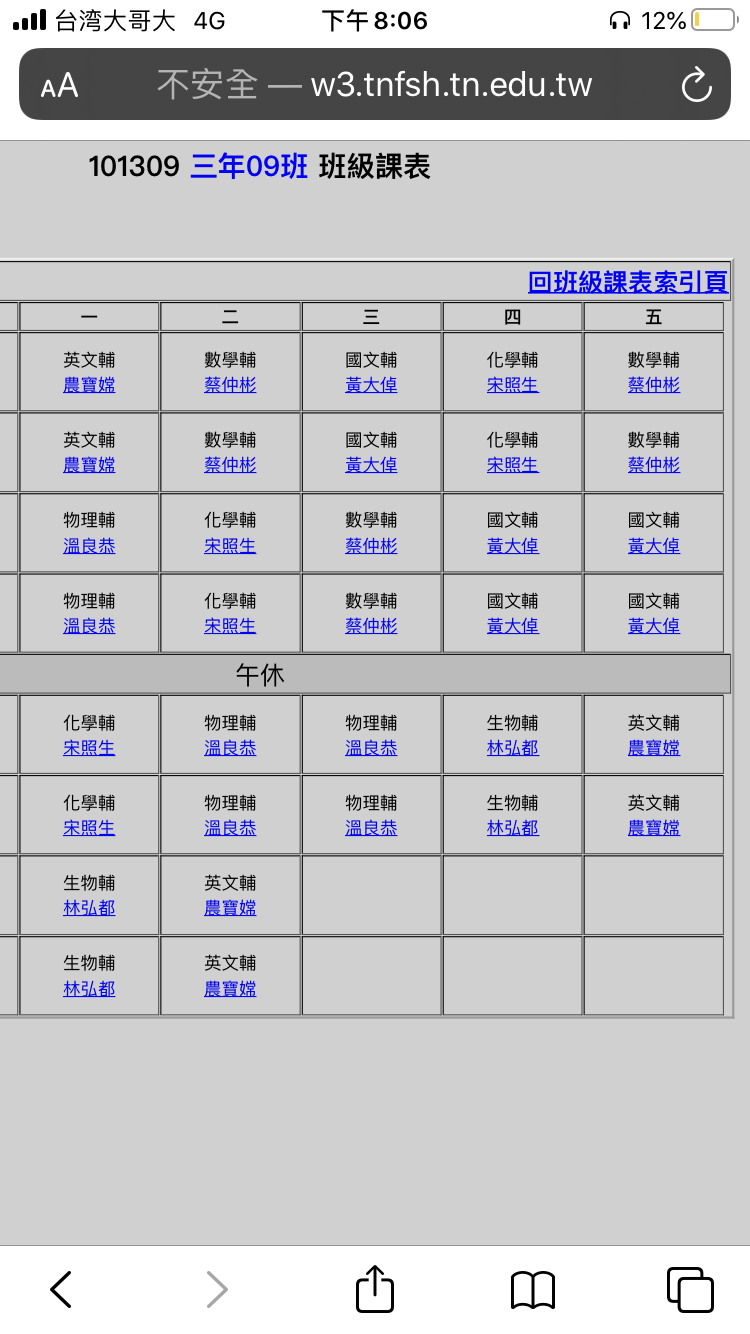 台湾大哥大 4G 下午8:06 12%
AA 不安全 — w3.tnfsh.tn.edu.tw
101309 三年09班 班級課表
回班級課表索引頁
一 二 三 四 五
英文輔 數學輔 國文輔 化學輔 數學輔
農寶嫦 蔡仲彬 黃大倬 宋照生 蔡仲彬
英文輔 數學輔 國文輔 化學輔 數學輔
農寶嫦 蔡仲彬 黃大倬 宋照生 蔡仲彬
物理輔 化學輔 數學輔 國文輔 國文輔
溫良恭 宋照生 蔡仲彬 黃大倬 黃大倬
物理輔 化學輔 數學輔 國文輔 國文輔
溫良恭 宋照生 蔡仲彬 黃大倬 黃大倬
午休
化學輔 物理輔 物理輔 生物輔 英文輔
宋照生 溫良恭 溫良恭 林弘都 農寶嫦
化學輔 物理輔 物理輔 生物輔 英文輔
宋照生 溫良恭 溫良恭 林弘都 農寶嫦
生物輔 英文輔
林弘都 農寶嫦
生物輔 英文輔
林弘都 農寶嫦